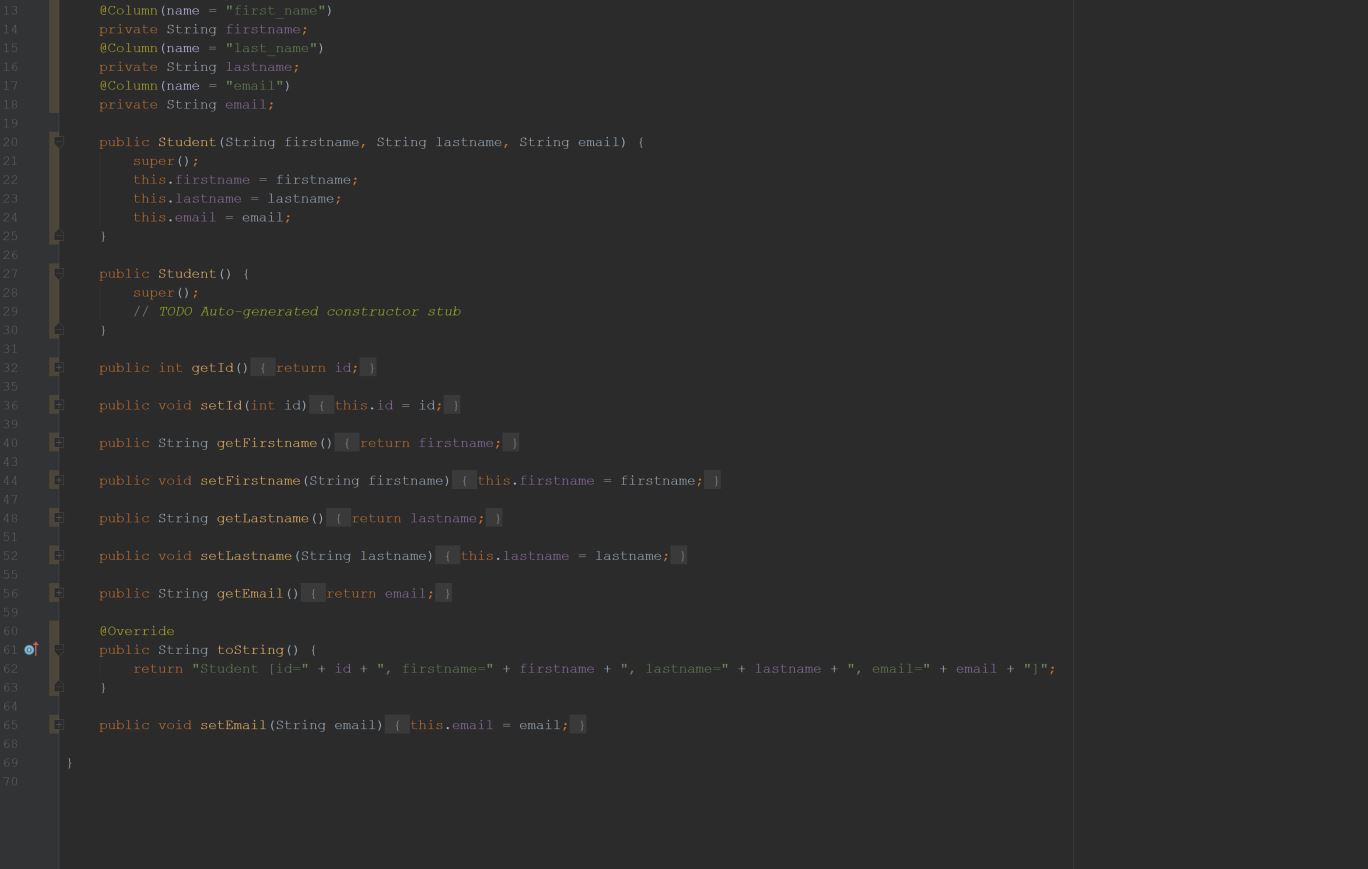 13 @Column(name = "first_name")
14 private String firstname;
15 @Column(name = "last_name")
16 private String lastname;
17 @Column(name = "email")
18 private String email;
19
20 public Student(String firstname, String lastname, String email) {
21 super();
22 this.firstname = firstname;
23 this.lastname = lastname;
24 this.email = email;
25 }
26
27 public Student() {
28 super();
29 // TODO Auto-generated constructor stub
30 }
31
32 public int getId() { return id; }
35
36 public void setId(int id) { this.id = id; }
39
40 public String getFirstname() { return firstname; }
43
44 public void setFirstname(String firstname) { this.firstname = firstname; }
47
48 public String getLastname() { return lastname; }
51
52 public void setLastname(String lastname) { this.lastname = lastname; }
55
56 public String getEmail() { return email; }
59
60 @Override
61 public String toString() {
62 return "Student [id=" + id + ", firstname=" + firstname + ", lastname=" + lastname + ", email=" + email + "]";
63 }
64
65 public void setEmail(String email) { this.email = email; }
68
69 }
70